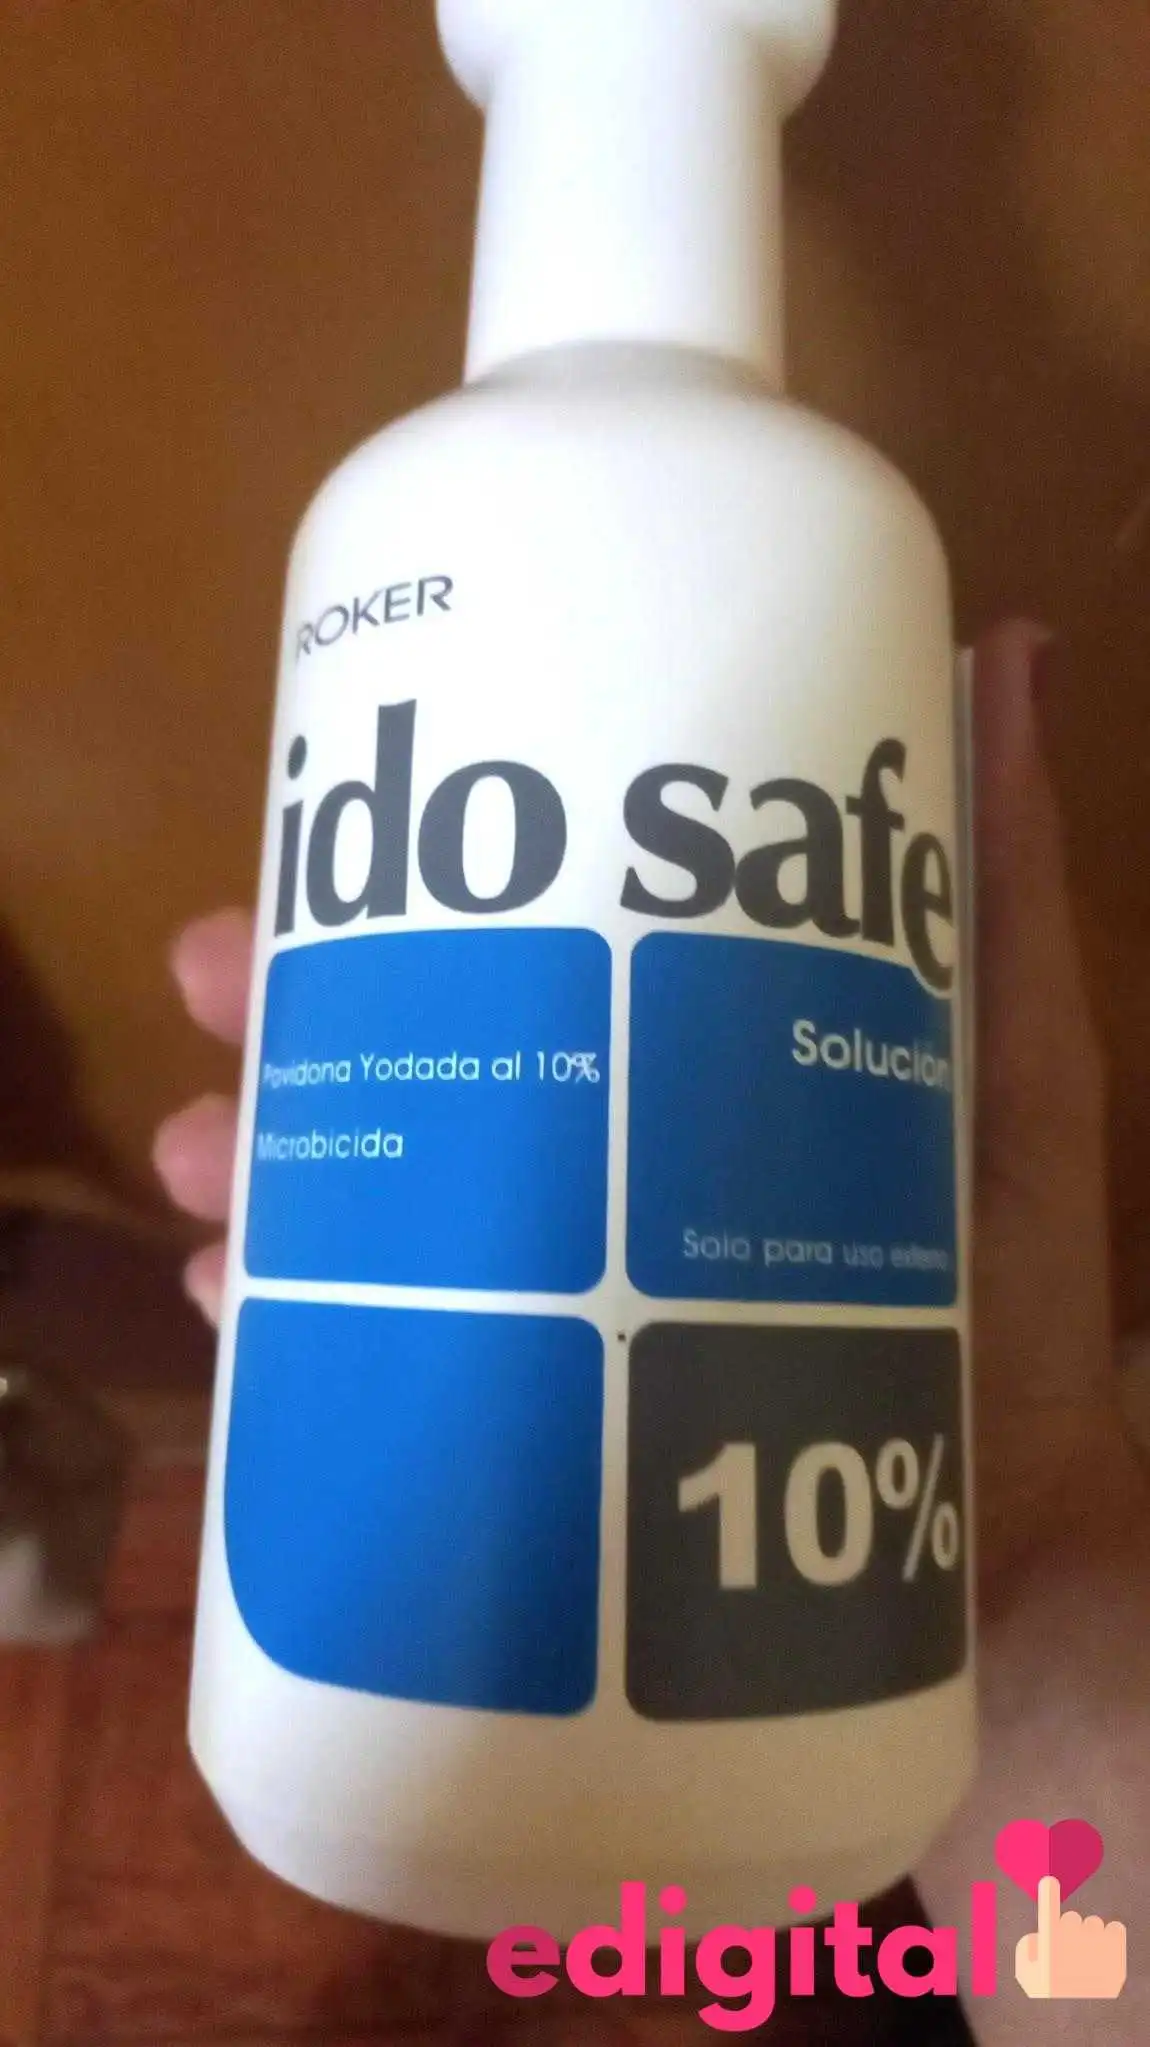 ROKER
ido safe
Povidona Yodada al 10%
Microbicida
Solución
Solo para uso externo
10%
edigital